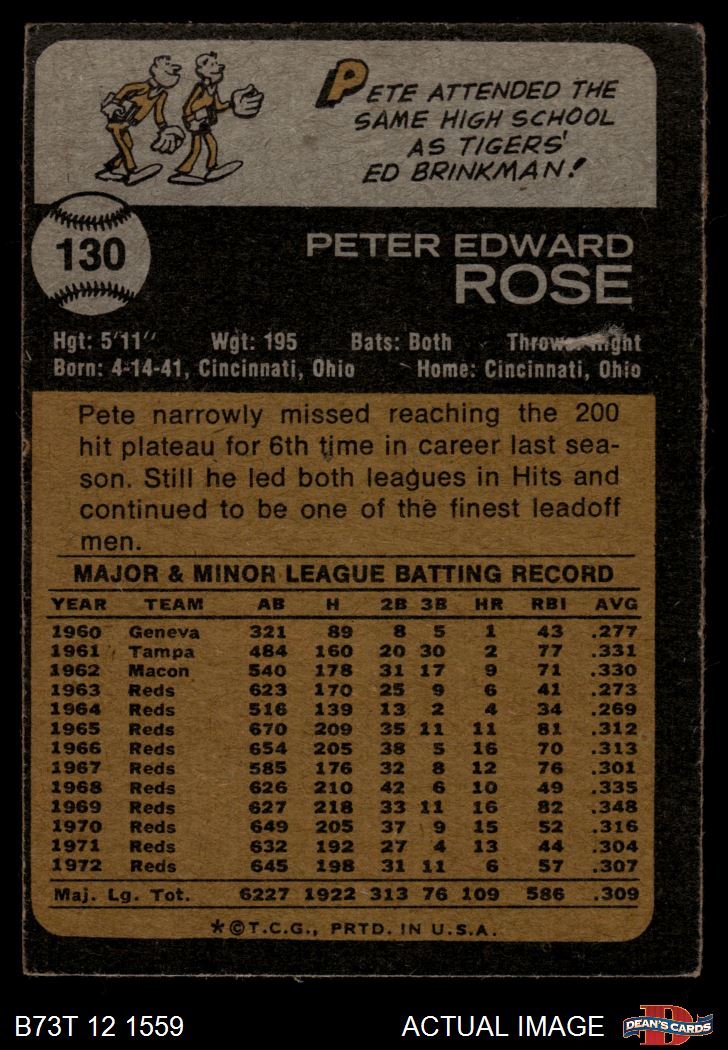 PETE ATTENDED THE
SAME HIGH SCHOOL
AS TIGERS'
ED BRINKMAN!
130
PETER EDWARD
ROSE
Hgt: 5'11" Wgt: 195 Bats: Both Throws: Right
Born: 4-14-41, Cincinnati, Ohio Home: Cincinnati, Ohio
Pete narrowly missed reaching the 200
hit plateau for 6th time in career last sea-
son. Still he led both leagues in Hits and
continued to be one of the finest leadoff
men.
MAJOR & MINOR LEAGUE BATTING RECORD
YEAR TEAM AB H 2B 3B HR RBI AVG
1960 Geneva 321 89 8 5 1 43 .277
1961 Tampa 484 160 20 30 2 77 .331
1962 Macon 540 178 31 17 9 71 .330
1963 Reds 623 170 25 9 6 41 .273
1964 Reds 516 139 13 2 4 34 .269
1965 Reds 670 209 35 11 11 81 .312
1966 Reds 654 205 38 5 16 70 .313
1967 Reds 585 176 32 8 12 76 .301
1968 Reds 626 210 42 6 10 49 .335
1969 Reds 627 218 33 11 16 82 .348
1970 Reds 649 205 37 9 15 52 .316
1971 Reds 632 192 27 4 13 44 .304
1972 Reds 645 198 31 11 6 57 .307
Maj. Lg. Tot. 6227 1922 313 76 109 586 .309
*©T.C.G., PRTD. IN U.S.A.
B73T 12 1559 ACTUAL IMAGE D DEAN'S CARDS